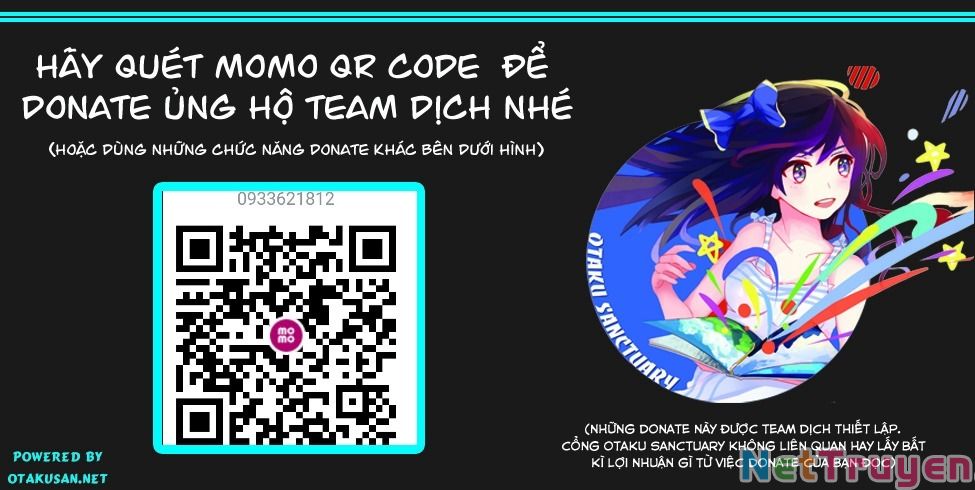 HÃY QUÉT MOMO QR CODE ĐỂ
DONATE ỦNG HỘ TEAM DỊCH NHÉ
(HOẶC DÙNG NHỮNG CHỨC NĂNG DONATE KHÁC BÊN DƯỚI HÌNH)
0933621812
mo
mo
OTAKU SANCTUARY
(NHỮNG DONATE NÀY ĐƯỢC TEAM DỊCH THIẾT LẬP.
CỔNG OTAKU SANCTUARY KHÔNG LIÊN QUAN HAY LẤY BẤT
KÌ LỢI NHUẬN GÌ TỪ VIỆC DONATE CỦA BẠN ĐỌC)
POWERED BY
OTAKUSAN.NET
NetTruyen